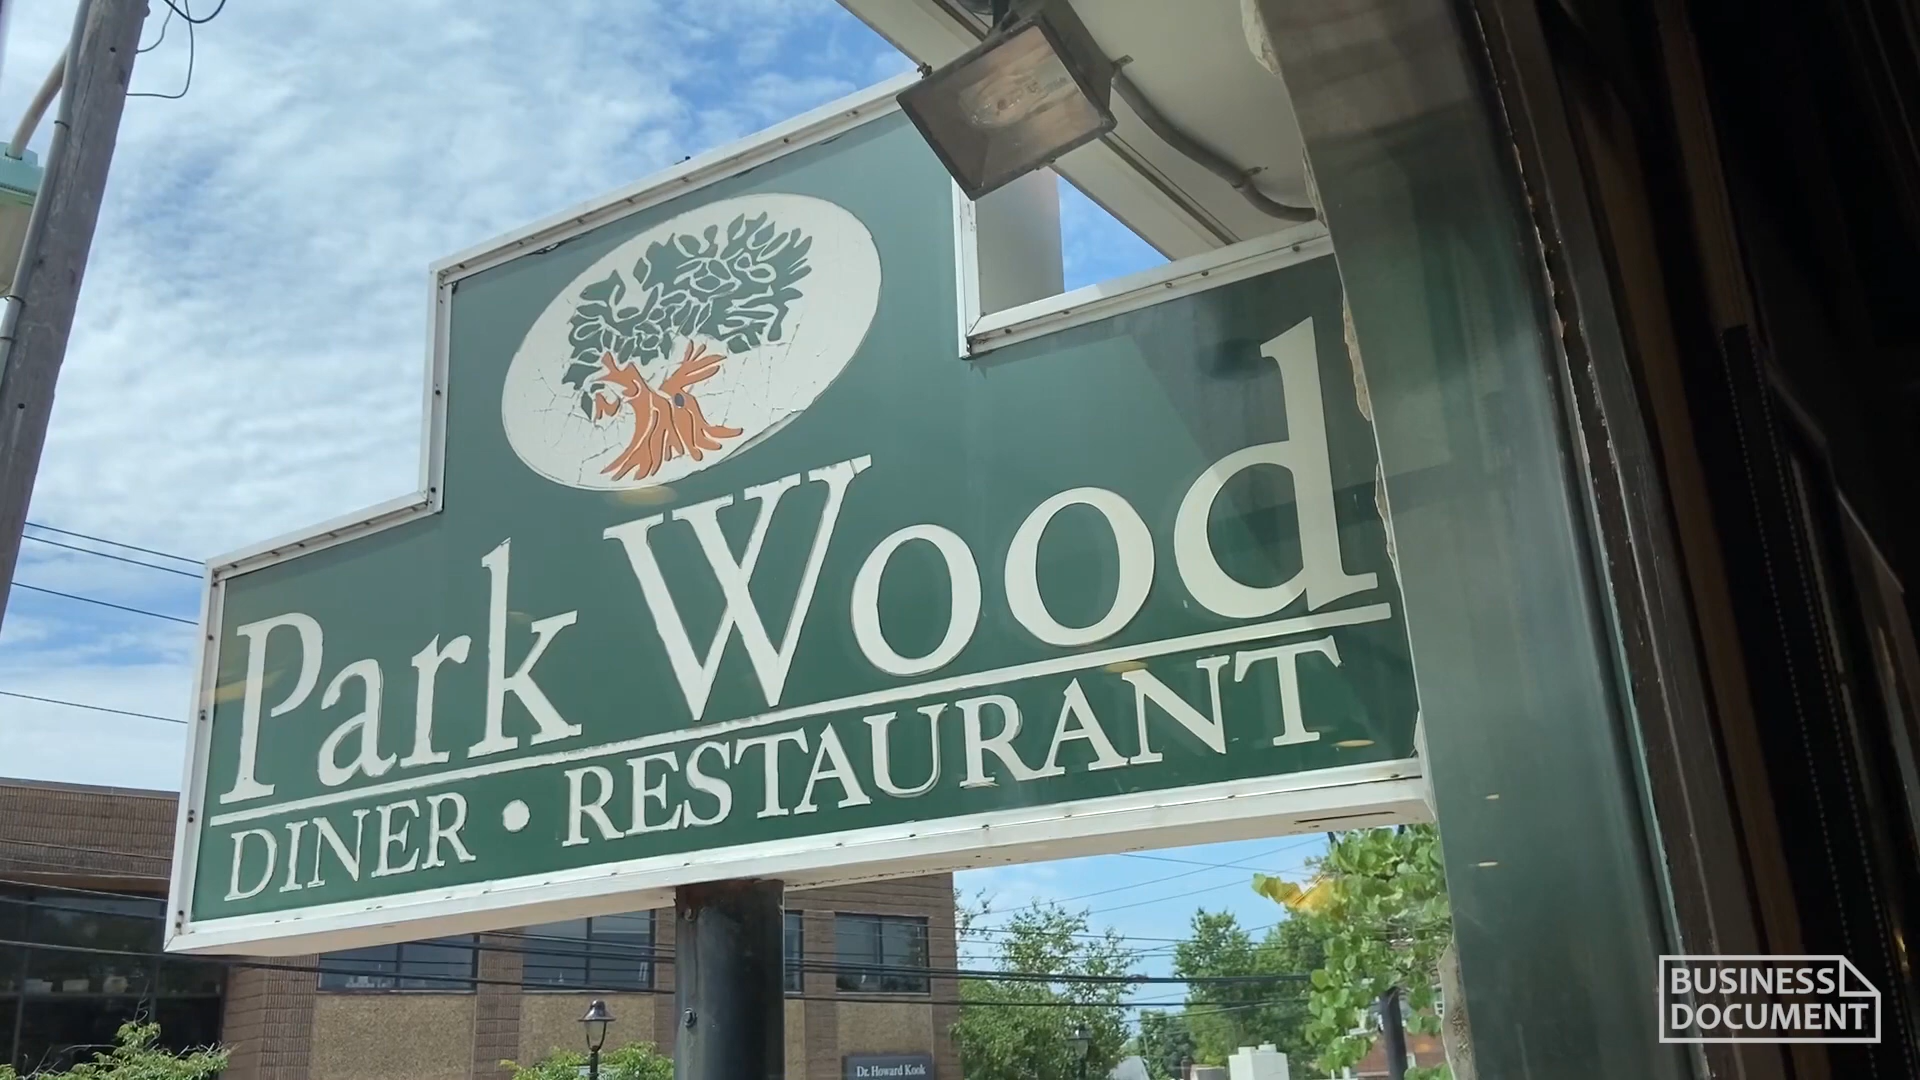 Park Wood
DINER • RESTAURANT
Dr. Howard Kook
BUSINESS
DOCUMENT